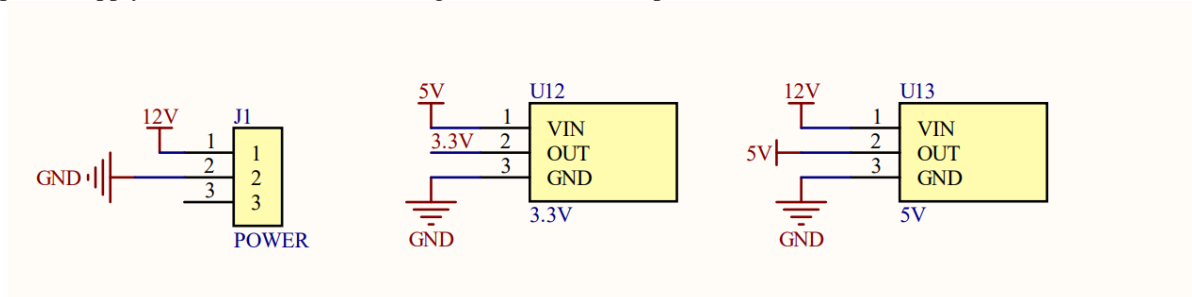 12V
J1
1 1
GND 2 2
3 3
POWER
5V
U12
1 VIN
3.3V 2 OUT
3 GND
3.3V
GND
12V
U13
1 VIN
5V 2 OUT
3 GND
5V
GND